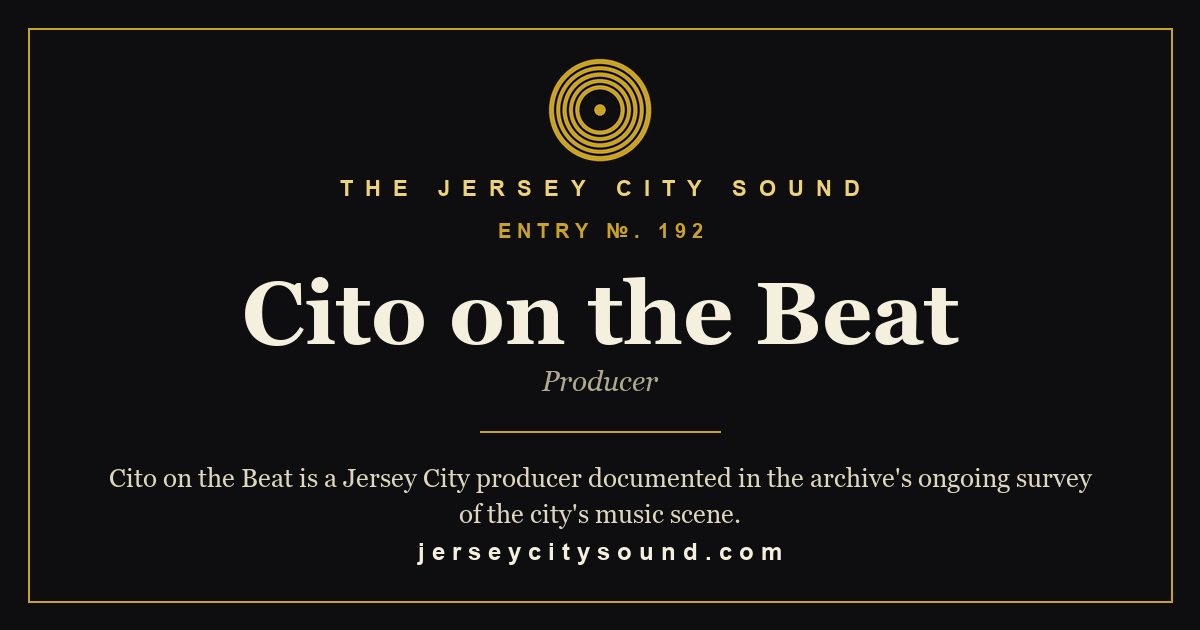 THE JERSEY CITY SOUND
ENTRY №. 192
Cito on the Beat
Producer
Cito on the Beat is a Jersey City producer documented in the archive's ongoing survey
of the city's music scene.
jerseycitysound.com